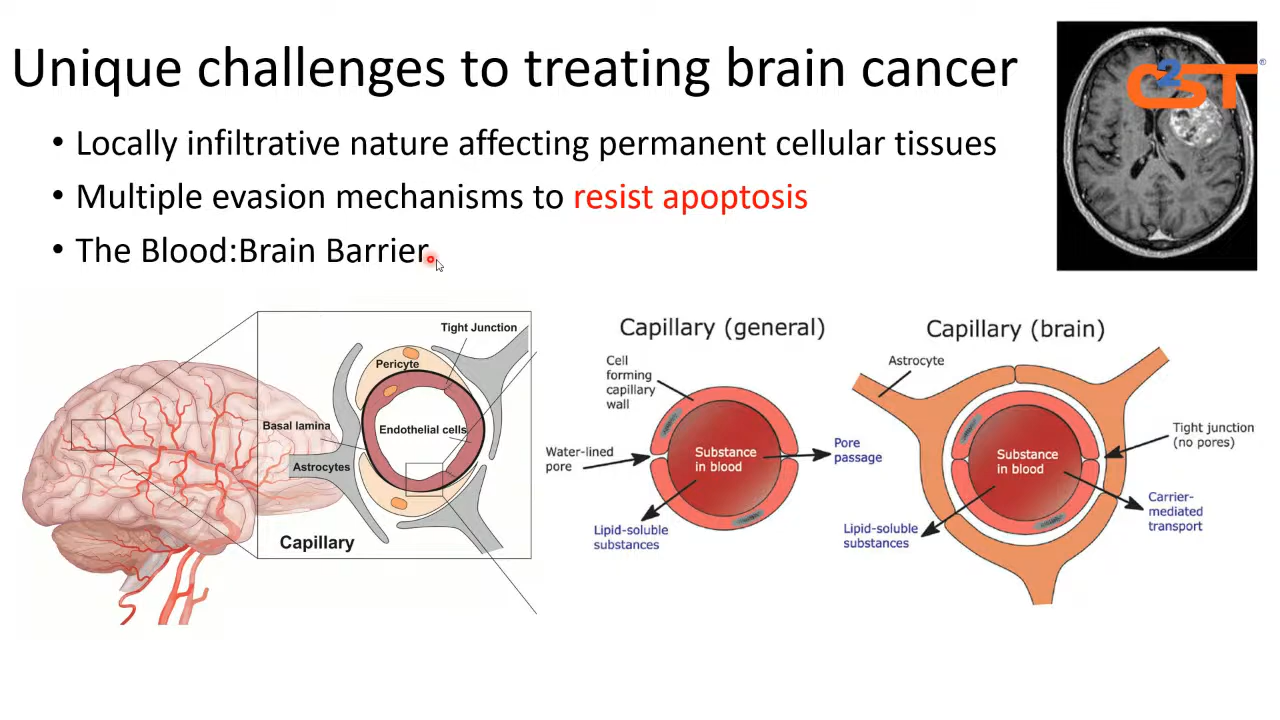 Unique challenges to treating brain cancer
C2ST®
• Locally infiltrative nature affecting permanent cellular tissues
• Multiple evasion mechanisms to resist apoptosis
• The Blood:Brain Barrier
Tight Junction
Pericyte
Basal lamina
Endothelial cells
Astrocytes
Capillary
Capillary (general)
Cell
forming
capillary
wall
Water-lined
pore
Substance
in blood
Pore
passage
Lipid-soluble
substances
Capillary (brain)
Astrocyte
Tight junction
(no pores)
Substance
in blood
Carrier-
mediated
transport
Lipid-soluble
substances